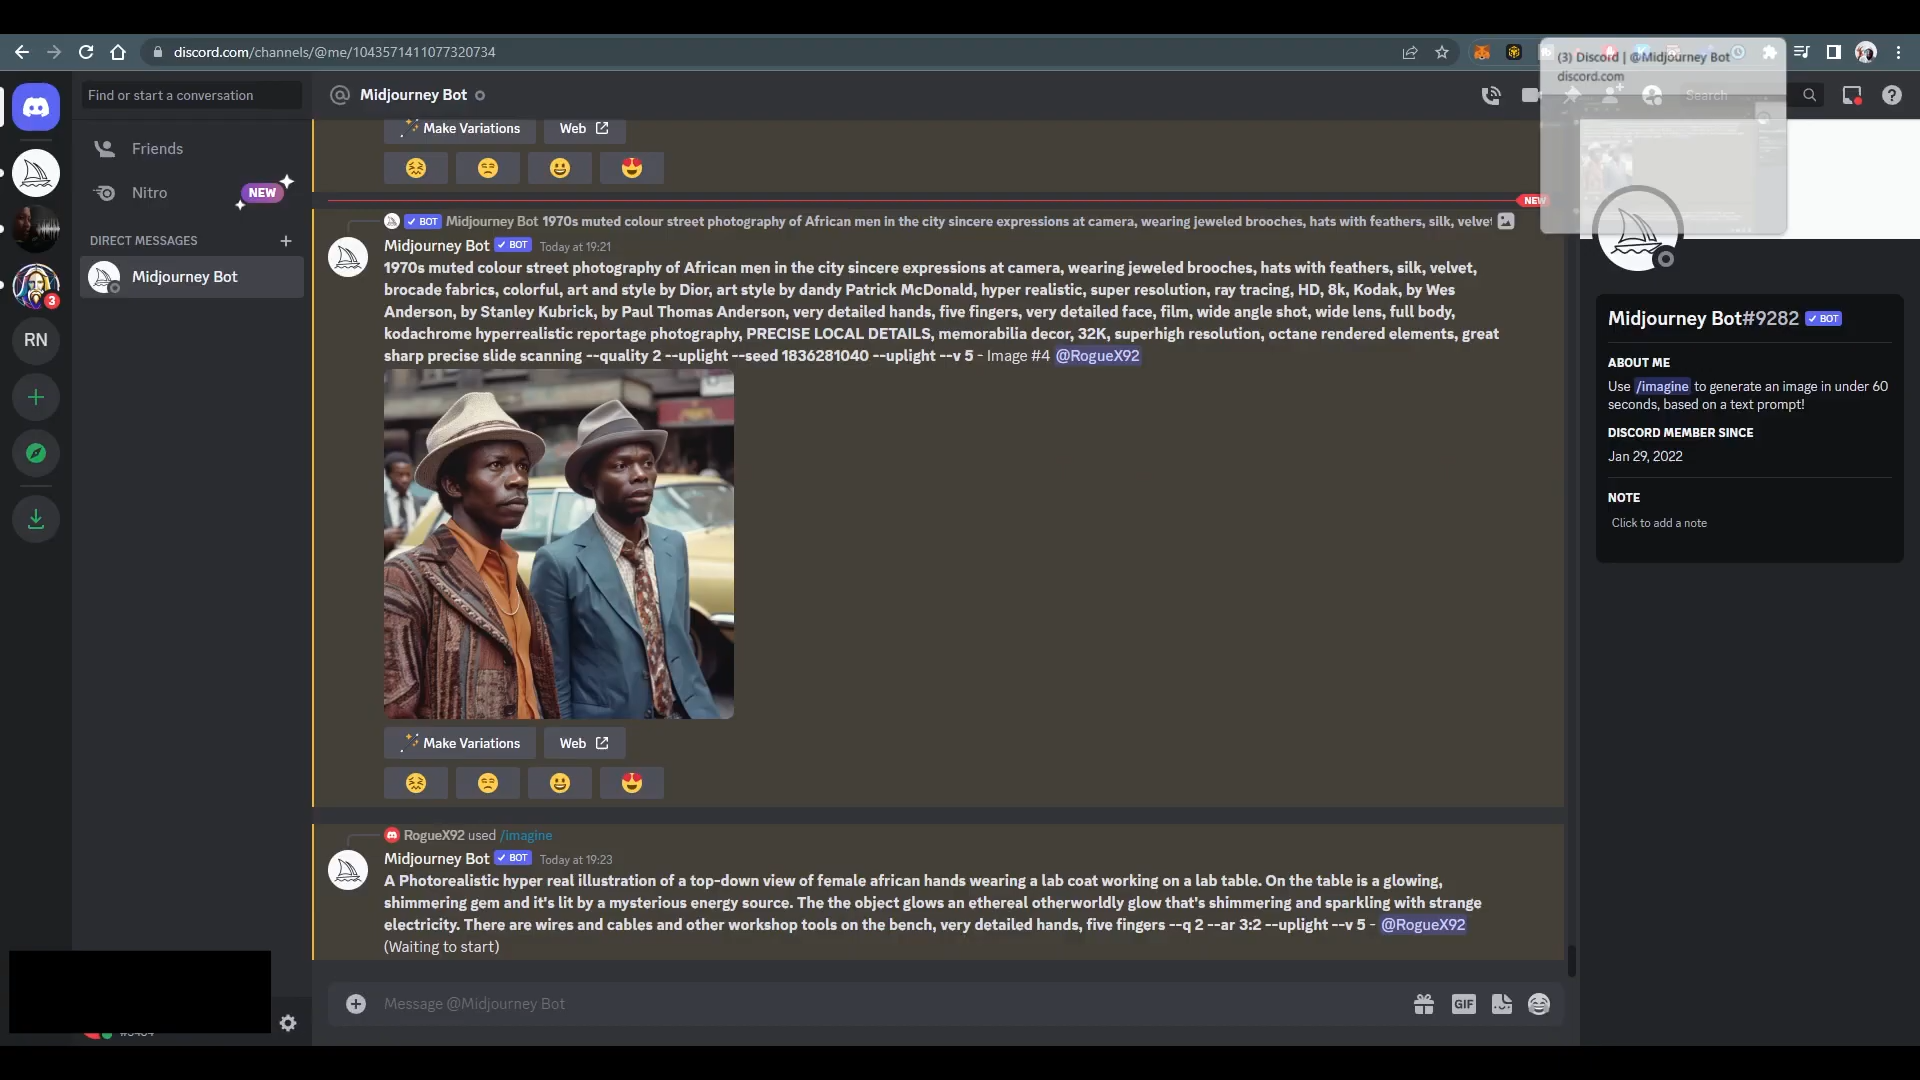 discord.com/channels/@me/1043571411077320734
(3) Discord | @Midjourney Bot
discord.com
Find or start a conversation
Midjourney Bot
Search
Friends
Nitro
NEW
DIRECT MESSAGES
Midjourney Bot
3
RN
Make Variations
Web
NEW
BOT Midjourney Bot 1970s muted colour street photography of African men in the city sincere expressions at camera, wearing jeweled brooches, hats with feathers, silk, velvet
Midjourney Bot BOT Today at 19:21
1970s muted colour street photography of African men in the city sincere expressions at camera, wearing jeweled brooches, hats with feathers, silk, velvet,
brocade fabrics, colorful, art and style by Dior, art style by dandy Patrick McDonald, hyper realistic, super resolution, ray tracing, HD, 8k, Kodak, by Wes
Anderson, by Stanley Kubrick, by Paul Thomas Anderson, very detailed hands, five fingers, very detailed face, film, wide angle shot, wide lens, full body,
kodachrome hyperrealistic reportage photography, PRECISE LOCAL DETAILS, memorabilia decor, 32K, superhigh resolution, octane rendered elements, great
sharp precise slide scanning --quality 2 --uplight --seed 1836281040 --uplight --v 5 - Image #4 @RogueX92
Make Variations
Web
RogueX92 used /imagine
Midjourney Bot BOT Today at 19:23
A Photorealistic hyper real illustration of a top-down view of female african hands wearing a lab coat working on a lab table. On the table is a glowing,
shimmering gem and it's lit by a mysterious energy source. The the object glows an ethereal otherworldly glow that's shimmering and sparkling with strange
electricity. There are wires and cables and other workshop tools on the bench, very detailed hands, five fingers --q 2 --ar 3:2 --uplight --v 5 - @RogueX92
(Waiting to start)
Message @Midjourney Bot
GIF
Midjourney Bot#9282 BOT
ABOUT ME
Use /imagine to generate an image in under 60
seconds, based on a text prompt!
DISCORD MEMBER SINCE
Jan 29, 2022
NOTE
Click to add a note